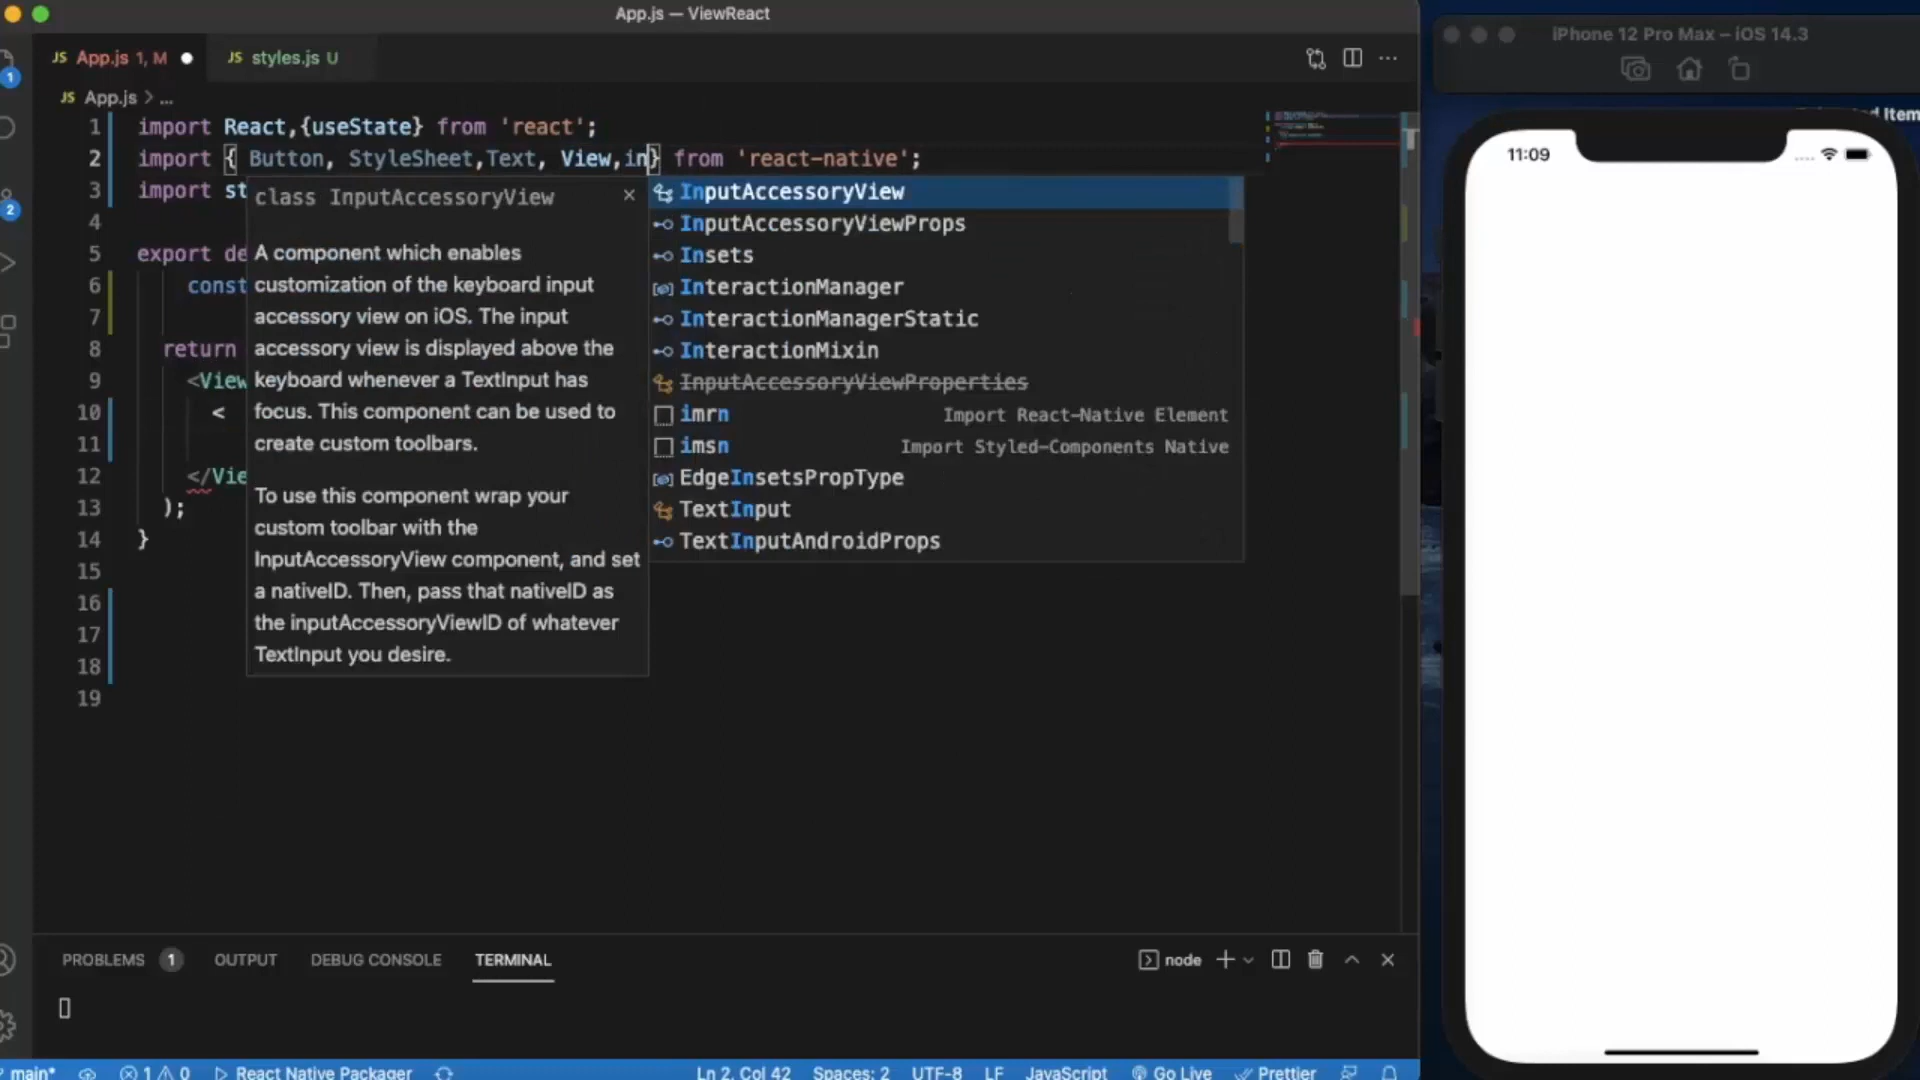 App.js — ViewReact
JS App.js 1, M ●
JS styles.js U
JS App.js > ...
1 import React,{useState} from 'react';
2 import { Button, StyleSheet,Text, View,in} from 'react-native';
3 import st
4
5 export de
6 const
7
8 return
9 <View
10 <
11
12 </Vie
13 );
14 }
15
16
17
18
19
class InputAccessoryView ×
A component which enables
customization of the keyboard input
accessory view on iOS. The input
accessory view is displayed above the
keyboard whenever a TextInput has
focus. This component can be used to
create custom toolbars.
To use this component wrap your
custom toolbar with the
InputAccessoryView component, and set
a nativeID. Then, pass that nativeID as
the inputAccessoryViewID of whatever
TextInput you desire.
InputAccessoryView
InputAccessoryViewProps
Insets
InteractionManager
InteractionManagerStatic
InteractionMixin
InputAccessoryViewProperties
imrn Import React-Native Element
imsn Import Styled-Components Native
EdgeInsetsPropType
TextInput
TextInputAndroidProps
1
2
PROBLEMS 1 OUTPUT DEBUG CONSOLE TERMINAL
node
main* 1 0 React Native Packager
Ln 2, Col 42 Spaces: 2 UTF-8 LF JavaScript Go Live Prettier
iPhone 12 Pro Max – iOS 14.3
11:09